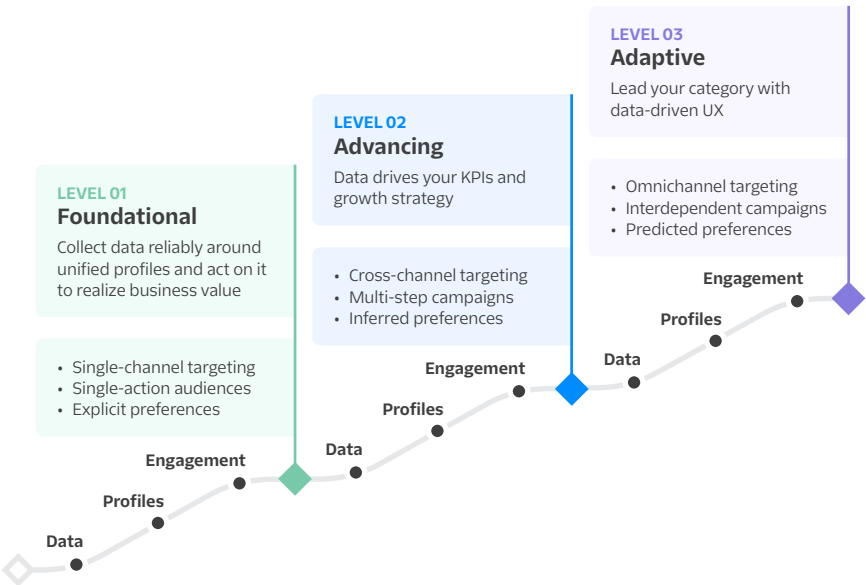 LEVEL 01
Foundational
Collect data reliably around
unified profiles and act on it
to realize business value
• Single-channel targeting
• Single-action audiences
• Explicit preferences
Data
Profiles
Engagement
LEVEL 02
Advancing
Data drives your KPIs and
growth strategy
• Cross-channel targeting
• Multi-step campaigns
• Inferred preferences
Data
Profiles
Engagement
LEVEL 03
Adaptive
Lead your category with
data-driven UX
• Omnichannel targeting
• Interdependent campaigns
• Predicted preferences
Data
Profiles
Engagement